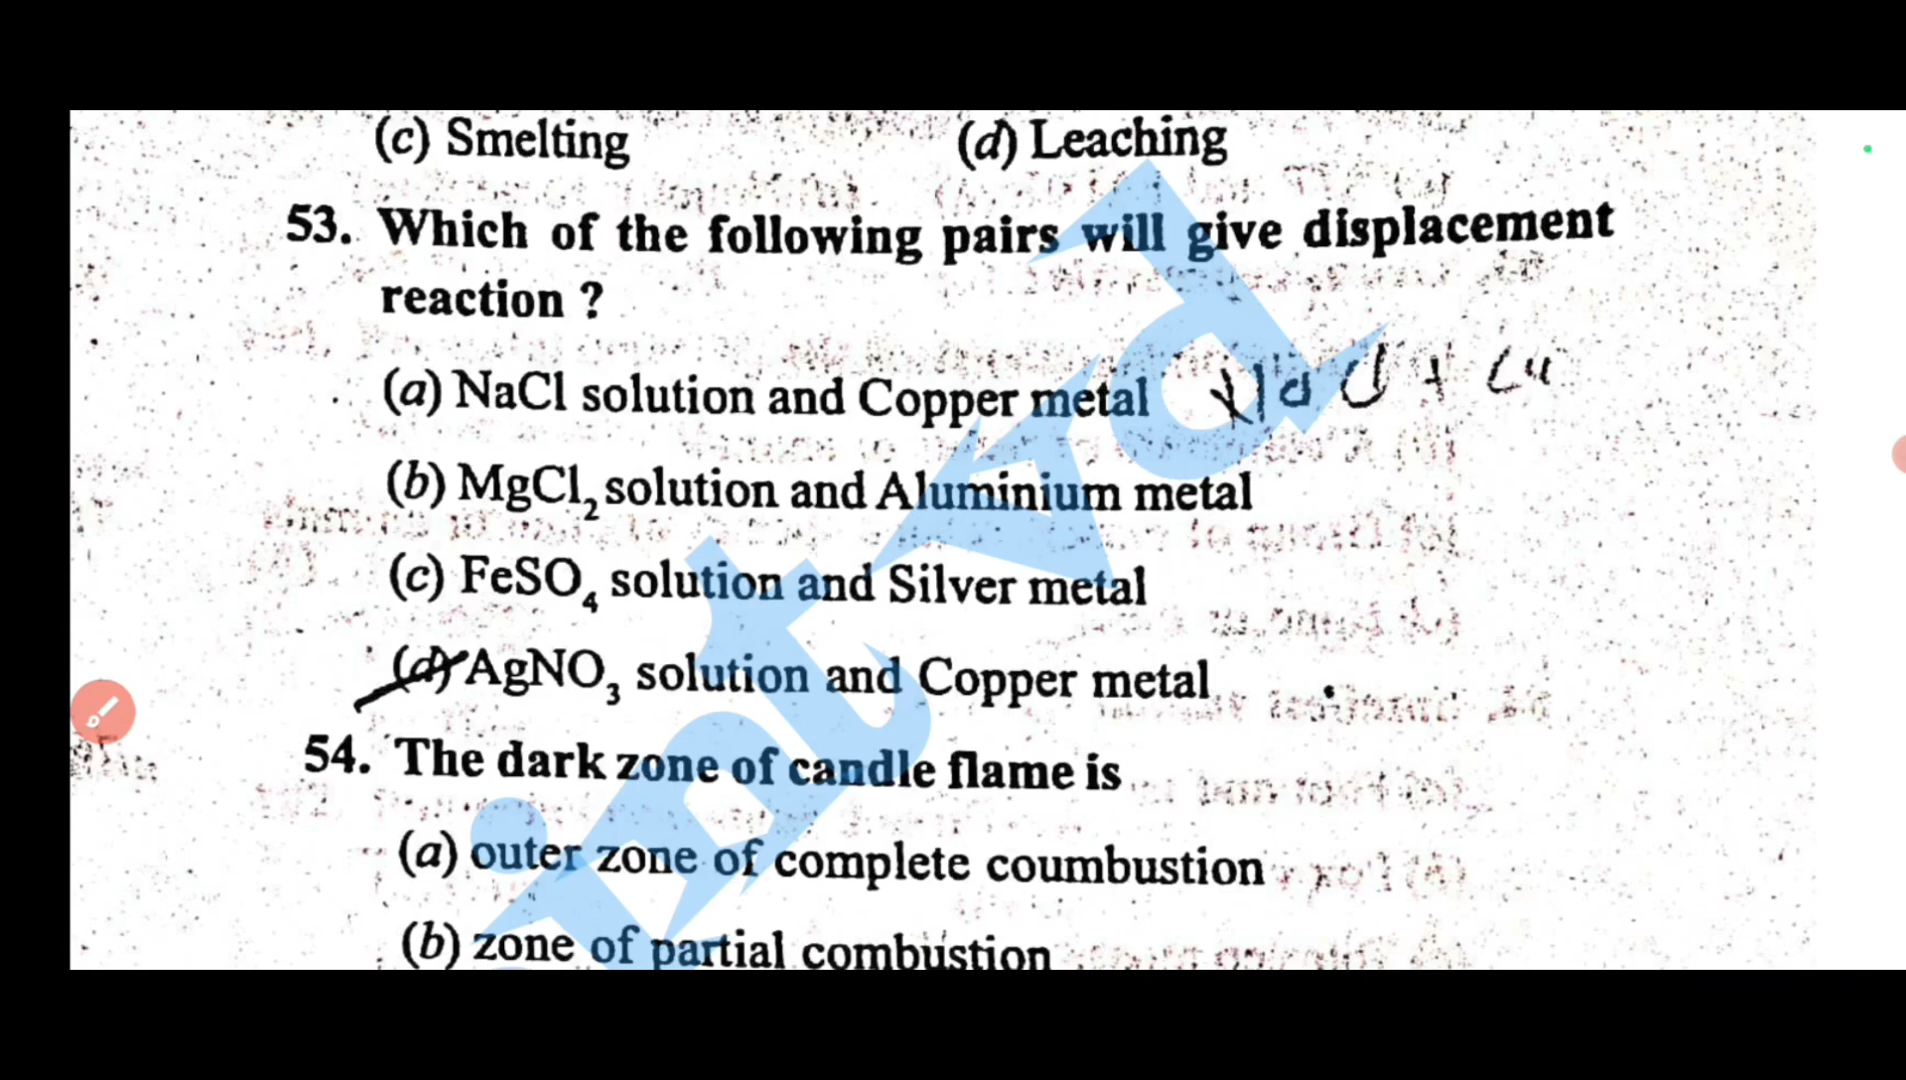 (c) Smelting (d) Leaching
53. Which of the following pairs will give displacement
reaction ?
(a) NaCl solution and Copper metal NaCl + Cu
(b) MgCl₂ solution and Aluminium metal
(c) FeSO₄ solution and Silver metal
(d) AgNO₃ solution and Copper metal
54. The dark zone of candle flame is
(a) outer zone of complete coumbustion
(b) zone of partial combustion